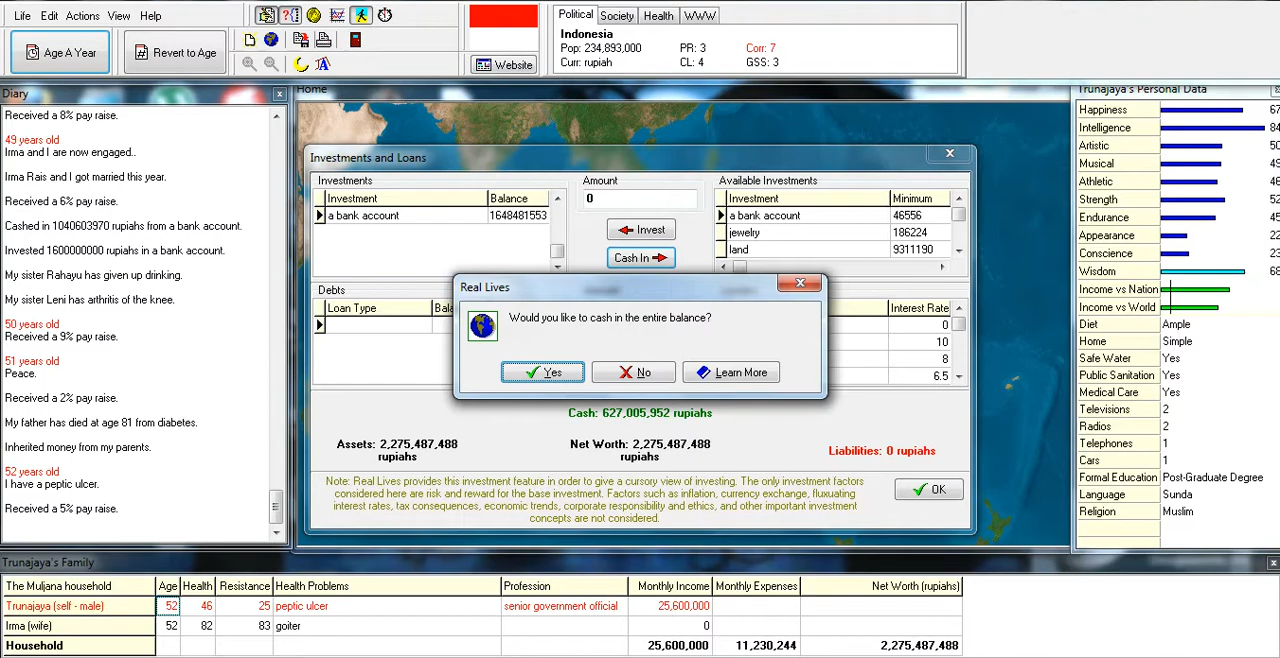 Life Edit Actions View Help
Age A Year
Revert to Age
Website
Political Society Health WWW
Indonesia
Pop: 234,893,000 PR: 3 Corr: 7
Curr: rupiah CL: 4 GSS: 3
Diary
Received a 8% pay raise.
49 years old
Irma and I are now engaged..
Irma Rais and I got married this year.
Received a 6% pay raise.
Cashed in 1040603970 rupiahs from a bank account.
Invested 1600000000 rupiahs in a bank account.
My sister Rahayu has given up drinking.
My sister Leni has arthritis of the knee.
50 years old
Received a 9% pay raise.
51 years old
Peace.
Received a 2% pay raise.
My father has died at age 81 from diabetes.
Inherited money from my parents.
52 years old
I have a peptic ulcer.
Received a 5% pay raise.
Home
Investments and Loans
Investments
Investment Balance
a bank account 1648481553
Amount
0
Invest
Cash In
Available Investments
Investment Minimum
a bank account 46556
jewelry 186224
land 9311190
Debts
Loan Type
Interest Rate
0
10
8
6.5
Real Lives
Would you like to cash in the entire balance?
Yes No Learn More
Cash: 627,005,952 rupiahs
Assets: 2,275,487,488
rupiahs
Net Worth: 2,275,487,488
rupiahs
Liabilities: 0 rupiahs
Note: Real Lives provides this investment feature in order to give a cursory view of investing. The only investment factors
considered here are risk and reward for the base investment. Factors such as inflation, currency exchange, fluxuating
interest rates, tax consequences, economic trends, corporate responsibility and ethics, and other important investment
concepts are not considered.
OK
Trunajaya's Personal Data
Happiness 67
Intelligence 84
Artistic 50
Musical 49
Athletic 46
Strength 52
Endurance 45
Appearance 22
Conscience 23
Wisdom 68
Income vs Nation
Income vs World
Diet Ample
Home Simple
Safe Water Yes
Public Sanitation Yes
Medical Care Yes
Televisions 2
Radios 2
Telephones 1
Cars 1
Formal Education Post-Graduate Degree
Language Sunda
Religion Muslim
Trunajaya's Family
The Muljana household Age Health Resistance Health Problems Profession Monthly Income Monthly Expenses Net Worth (rupiahs)
Trunajaya (self - male) 52 46 25 peptic ulcer senior government official 25,600,000
Irma (wife) 52 82 83 goiter 0
Household 25,600,000 11,230,244 2,275,487,488